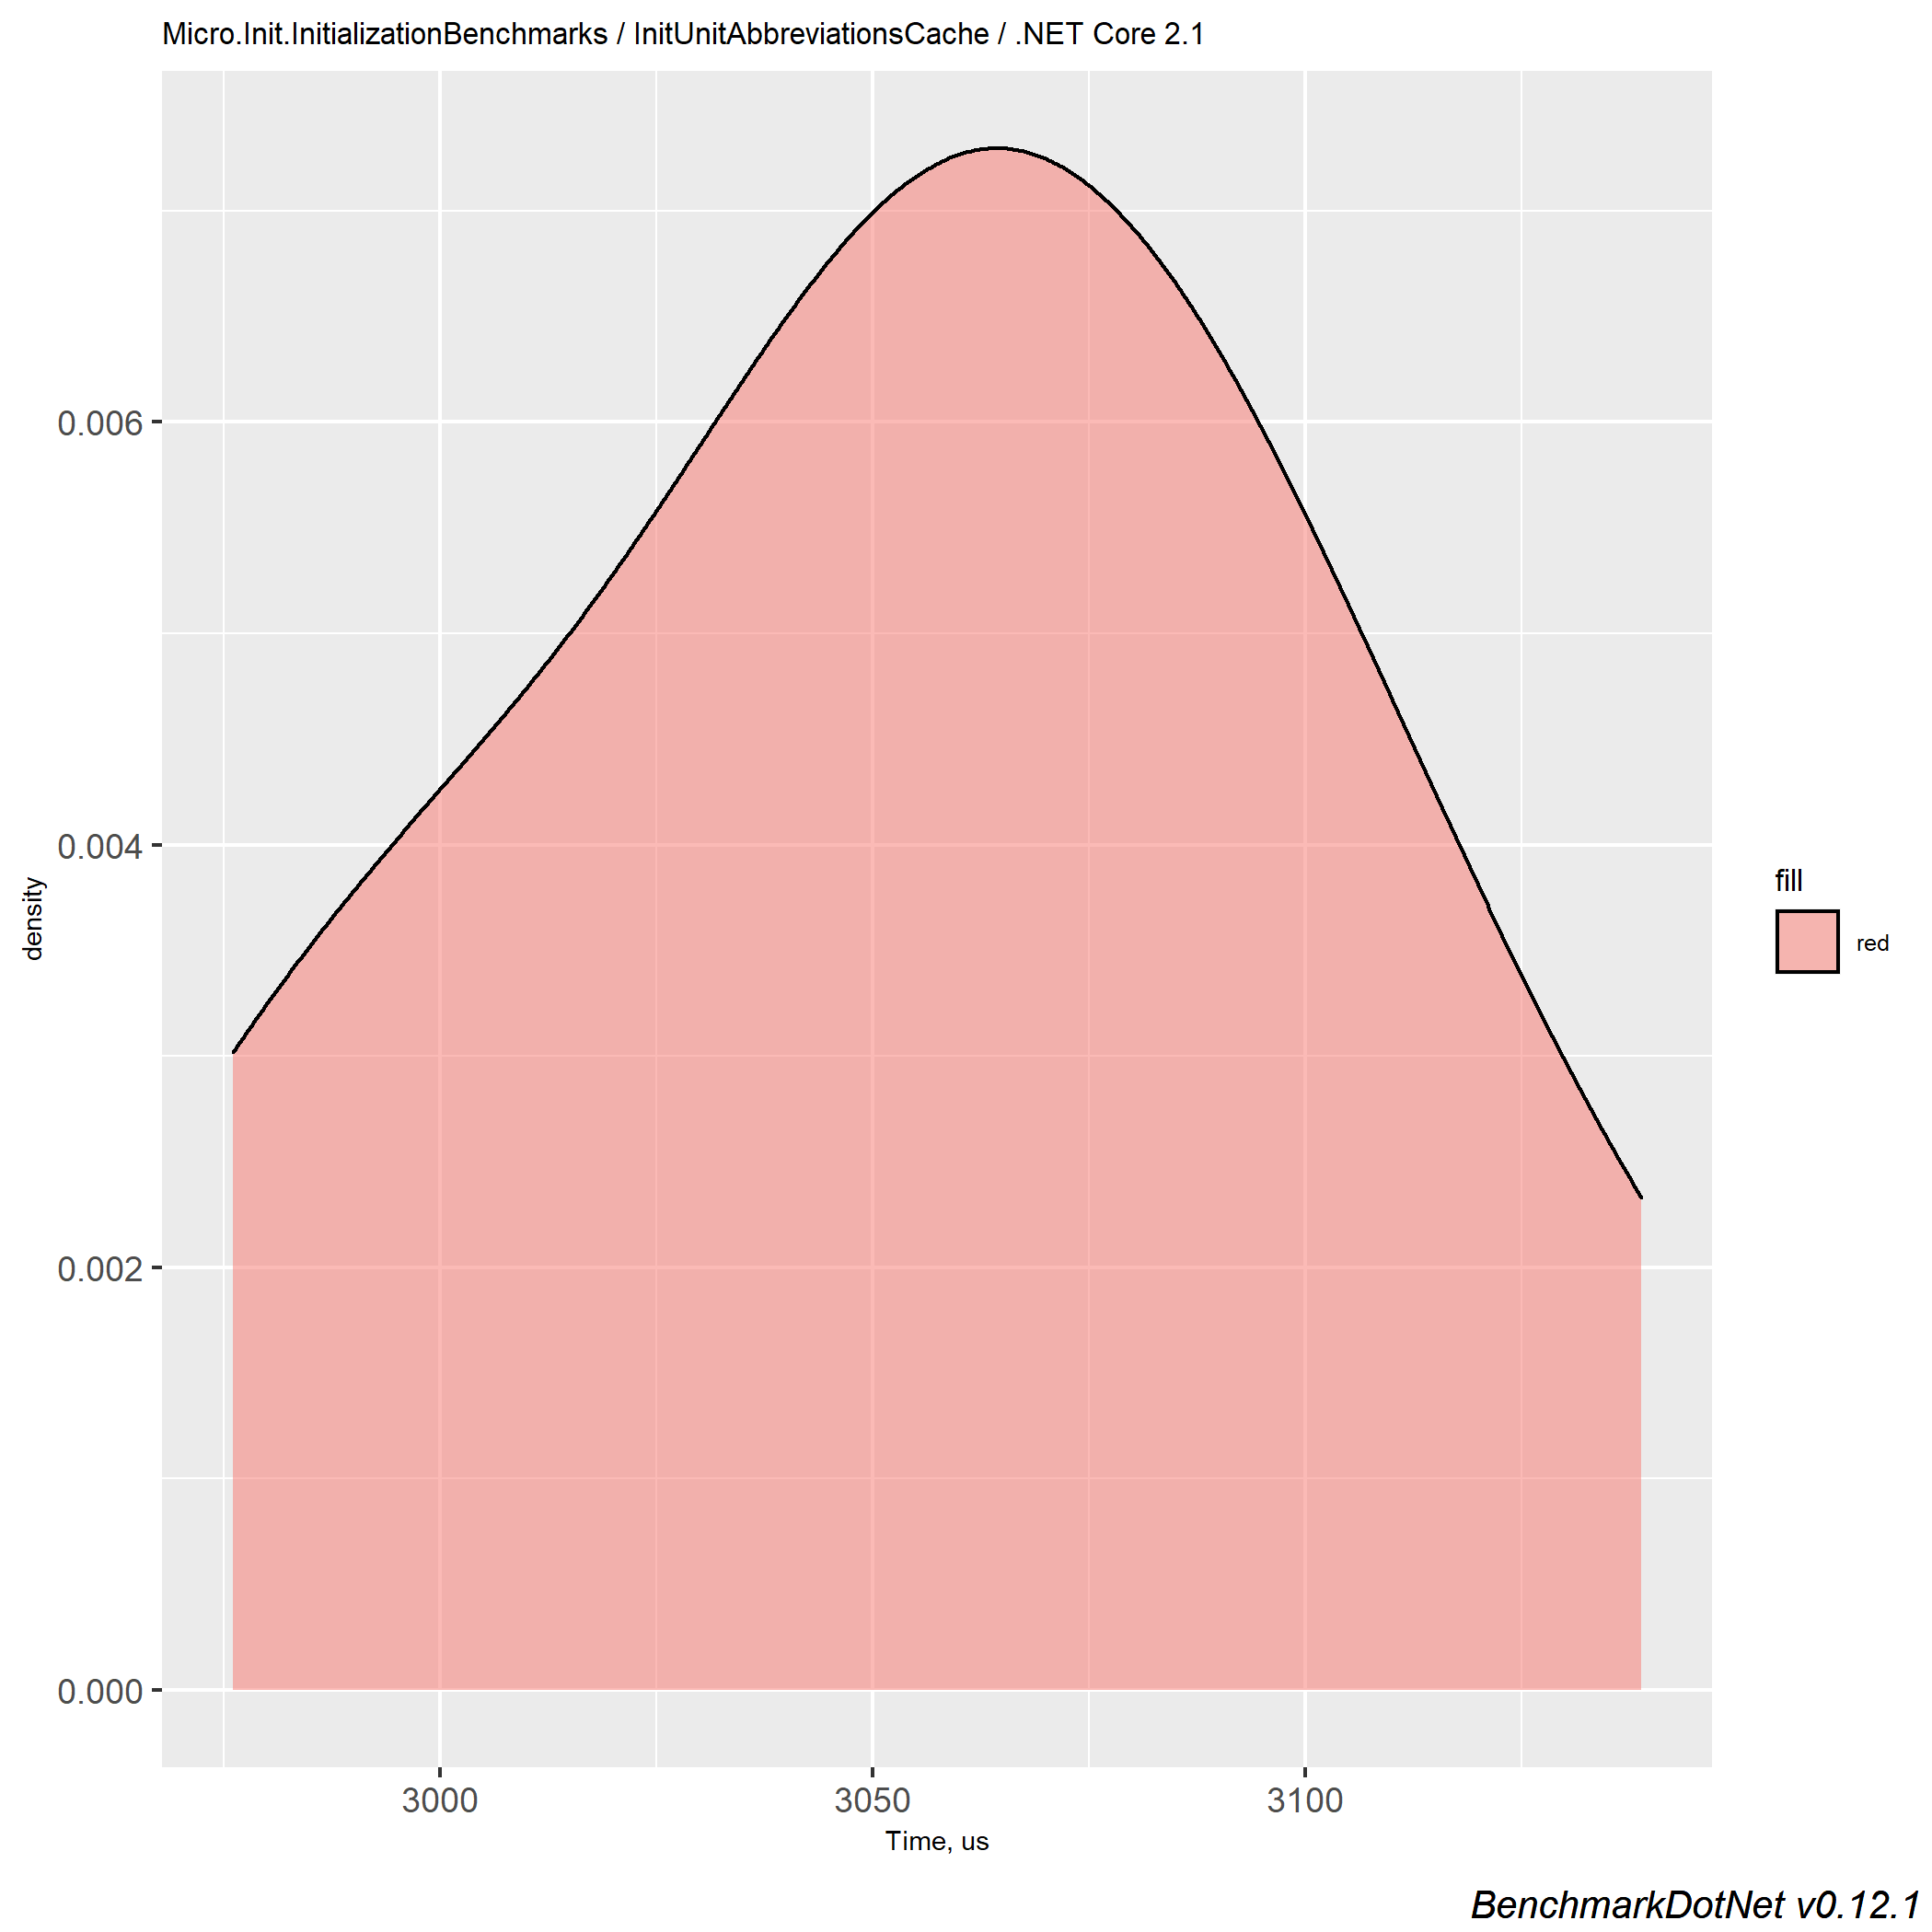 Micro.Init.InitializationBenchmarks / InitUnitAbbreviationsCache / .NET Core 2.1
0.006
0.004
0.002
0.000
density
3000 3050 3100
Time, us
fill
red
BenchmarkDotNet v0.12.1